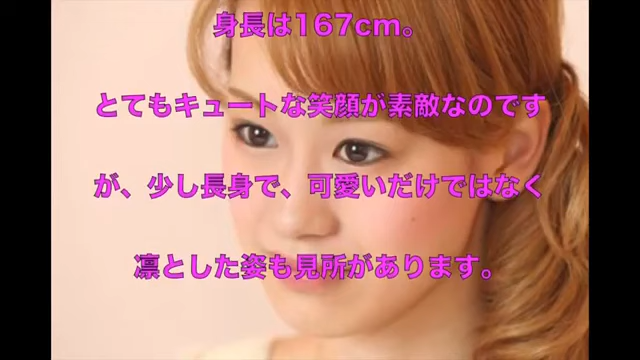 身長は167cm。
とてもキュートな笑顔が素敵なのです
が、少し長身で、可愛いだけではなく
凛とした姿も見所があります。